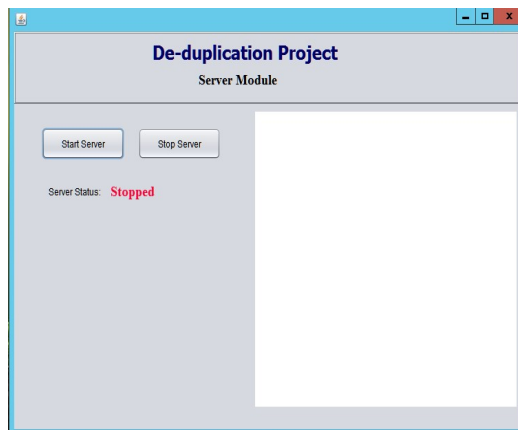 De-duplication Project
Server Module
Start Server
Stop Server
Server Status: Stopped